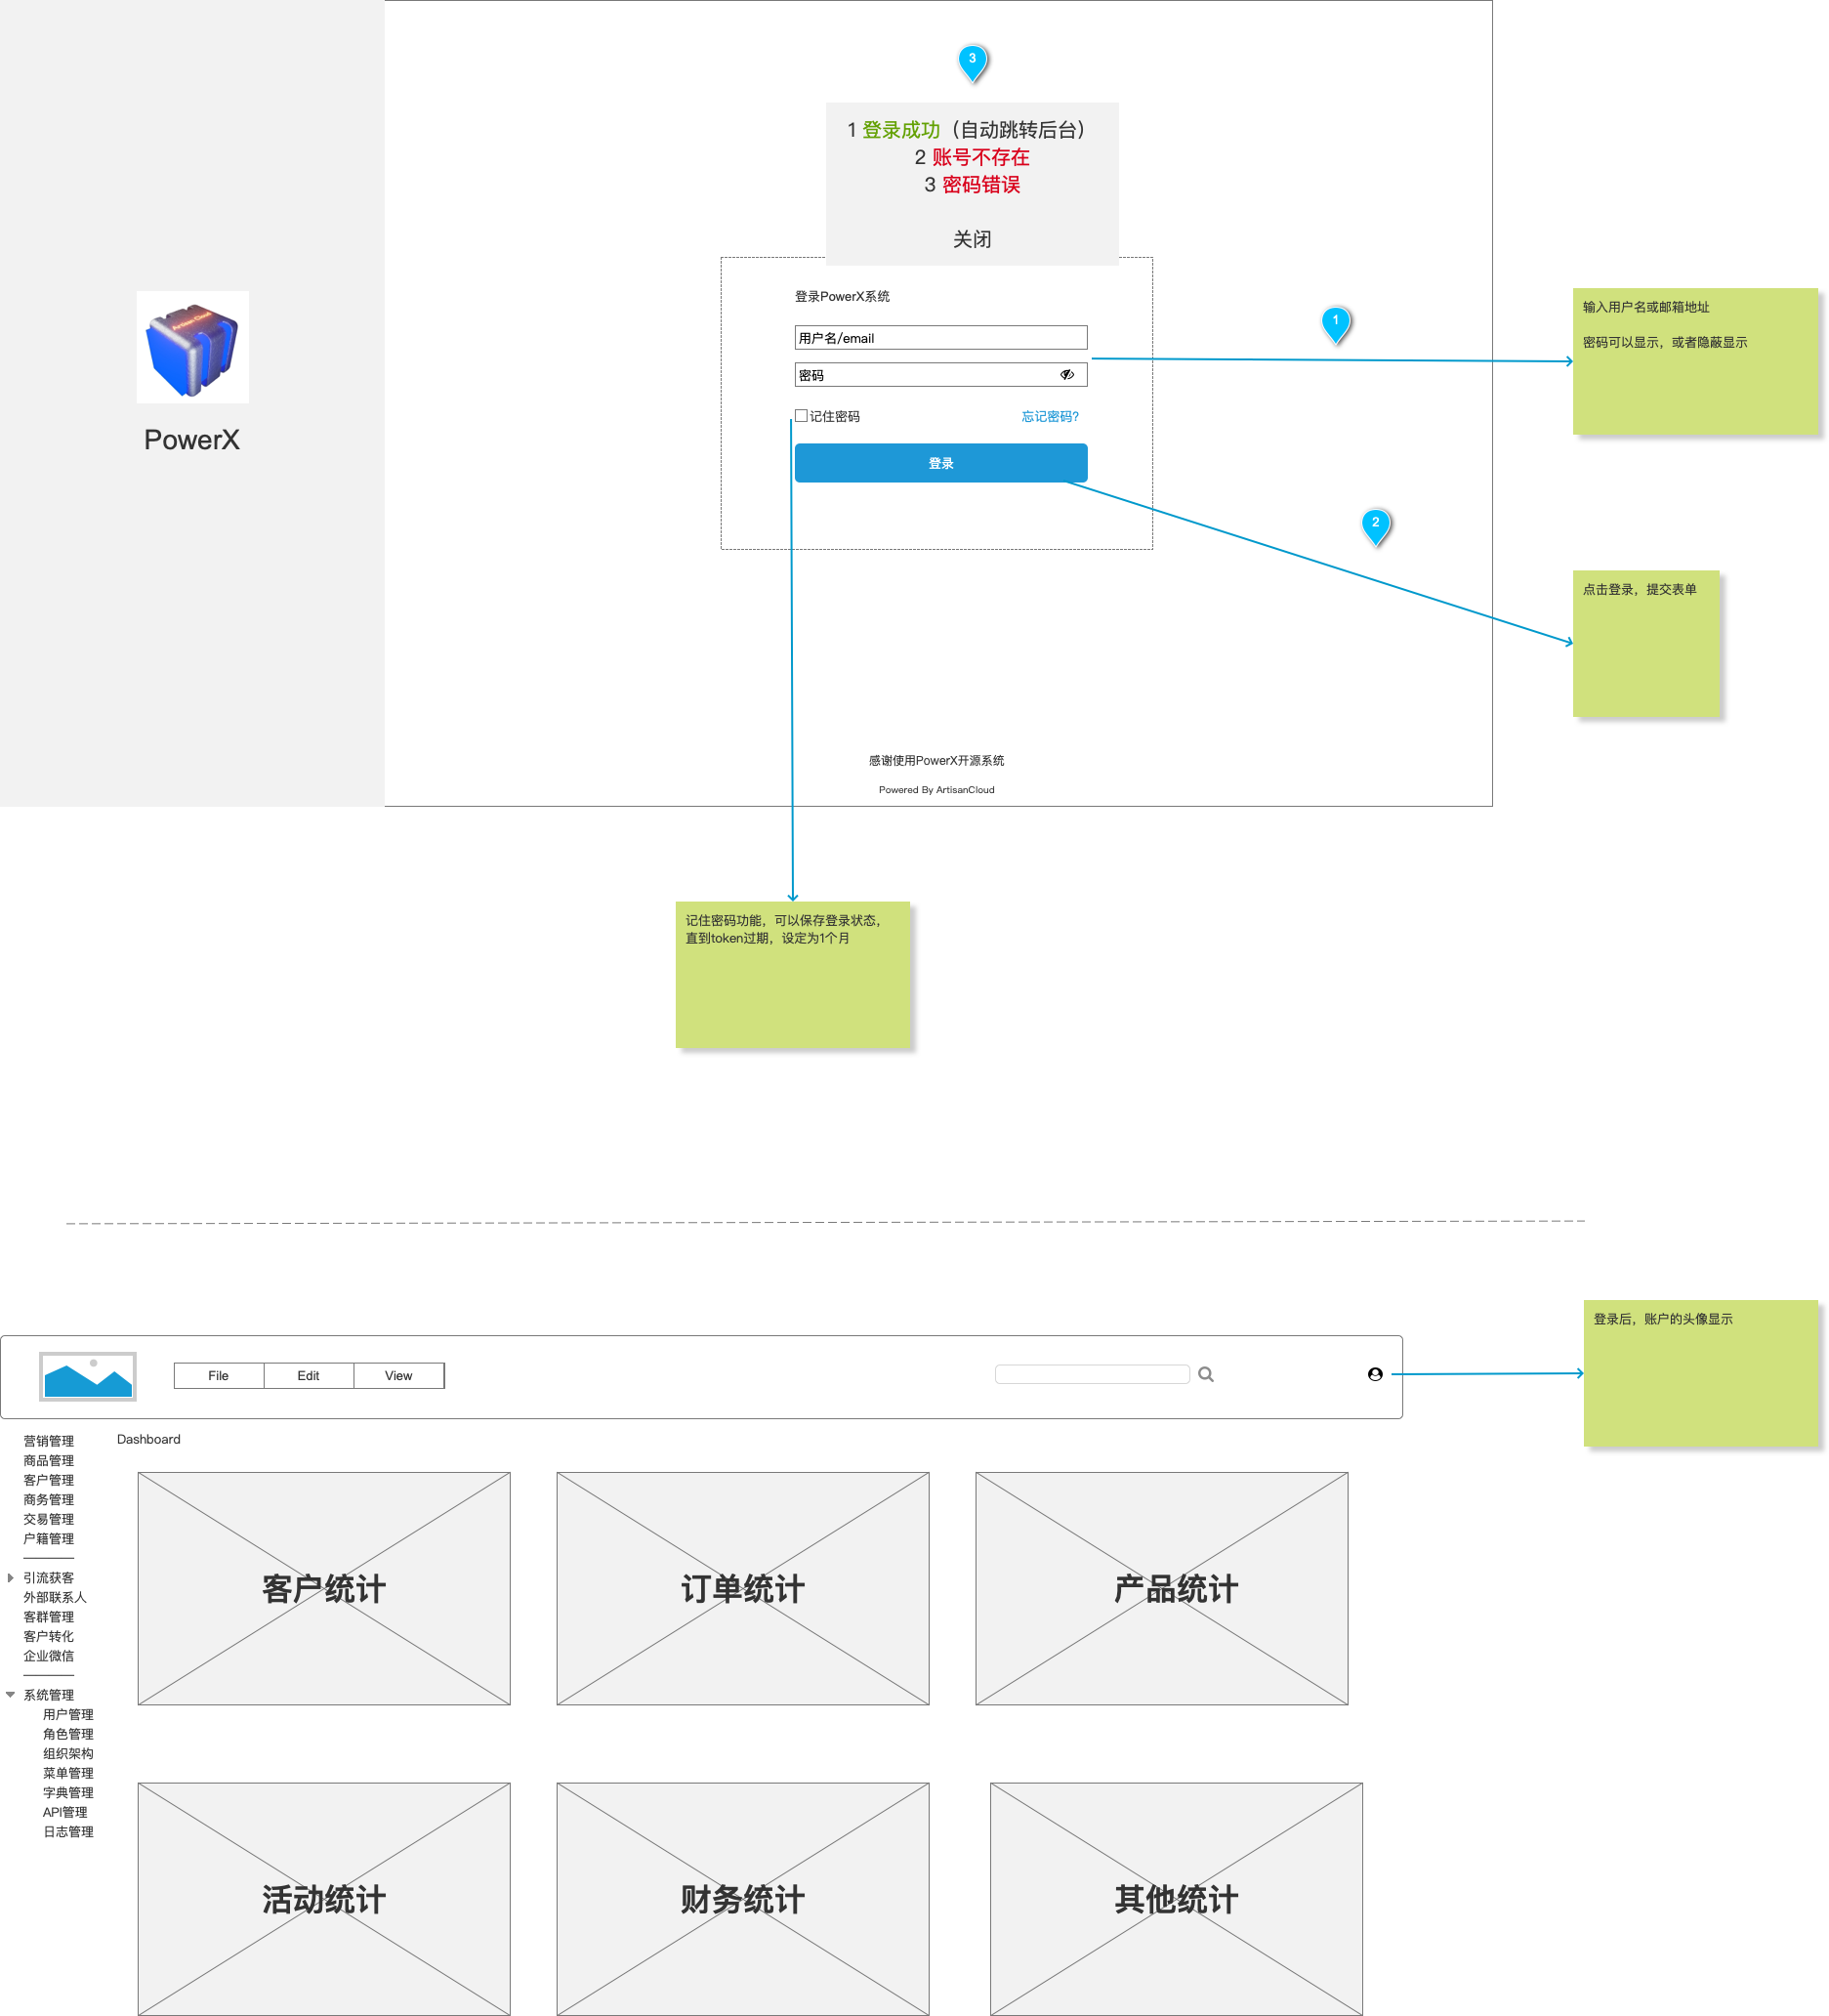 3
1 登录成功（自动跳转后台）
2 账号不存在
3 密码错误
关闭
Artisan Cloud
PowerX
登录PowerX系统
用户名/email
密码
记住密码
忘记密码?
登录
1
输入用户名或邮箱地址
密码可以显示，或者隐蔽显示
2
点击登录，提交表单
感谢使用PowerX开源系统
Powered By ArtisanCloud
记住密码功能，可以保存登录状态，
直到token过期，设定为1个月
登录后，账户的头像显示
File
Edit
View
营销管理
商品管理
客户管理
商务管理
交易管理
户籍管理
引流获客
外部联系人
客群管理
客户转化
企业微信
系统管理
用户管理
角色管理
组织架构
菜单管理
字典管理
API管理
日志管理
Dashboard
客户统计
订单统计
产品统计
活动统计
财务统计
其他统计